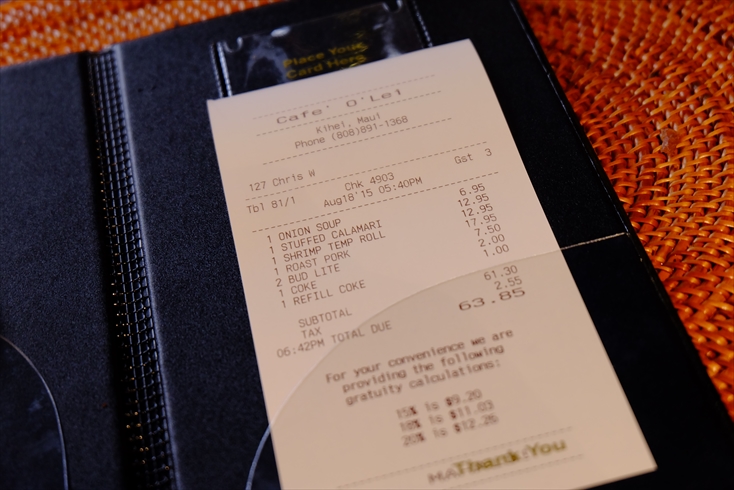 Place Your
Card Here
Cafe' O'Lei
Kihei, Maui
Phone (808)891-1368
127 Chris W
Tbl 81/1 Chk 4903 Gst 3
Aug18'15 05:40PM
1 ONION SOUP 6.95
1 STUFFED CALAMARI 12.95
1 SHRIMP TEMP ROLL 12.95
1 ROAST PORK 17.95
2 BUD LITE 7.50
1 COKE 2.00
1 REFILL COKE 1.00
SUBTOTAL 61.30
TAX 2.55
06:42PM TOTAL DUE 63.85
For your convenience we are
providing the following
gratuity calculations:
15% is $9.20
18% is $11.03
20% is $12.26
Thank You